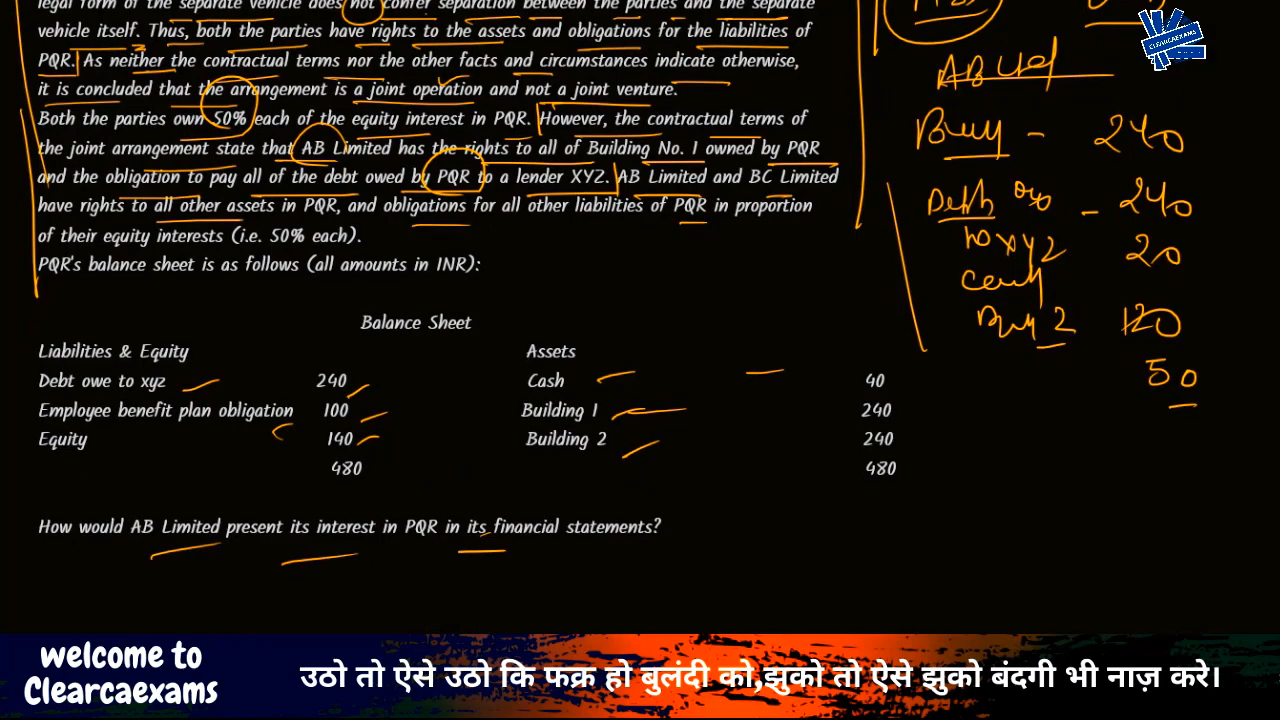 legal form of the separate vehicle does not confer separation between the parties and the separate
vehicle itself. Thus, both the parties have rights to the assets and obligations for the liabilities of
PQR. As neither the contractual terms nor the other facts and circumstances indicate otherwise,
it is concluded that the arrangement is a joint operation and not a joint venture.
Both the parties own 50% each of the equity interest in PQR. However, the contractual terms of
the joint arrangement state that AB Limited has the rights to all of Building No. 1 owned by PQR
and the obligation to pay all of the debt owed by PQR to a lender XYZ. AB Limited and BC Limited
have rights to all other assets in PQR, and obligations for all other liabilities of PQR in proportion
of their equity interests (i.e. 50% each).
PQR's balance sheet is as follows (all amounts in INR):
Balance Sheet
Liabilities & Equity Assets
Debt owe to xyz 240 Cash 40
Employee benefit plan obligation 100 Building 1 240
Equity 140 Building 2 240
480 480
How would AB Limited present its interest in PQR in its financial statements?
CLEARCAEXAMS
AB Ltd
- 240
Debt - 240
to xyz 20
2 120
50
welcome to
Clearcaexams
उठो तो ऐसे उठो कि फक्र हो बुलंदी को,झुको तो ऐसे झुको बंदगी भी नाज़ करे।